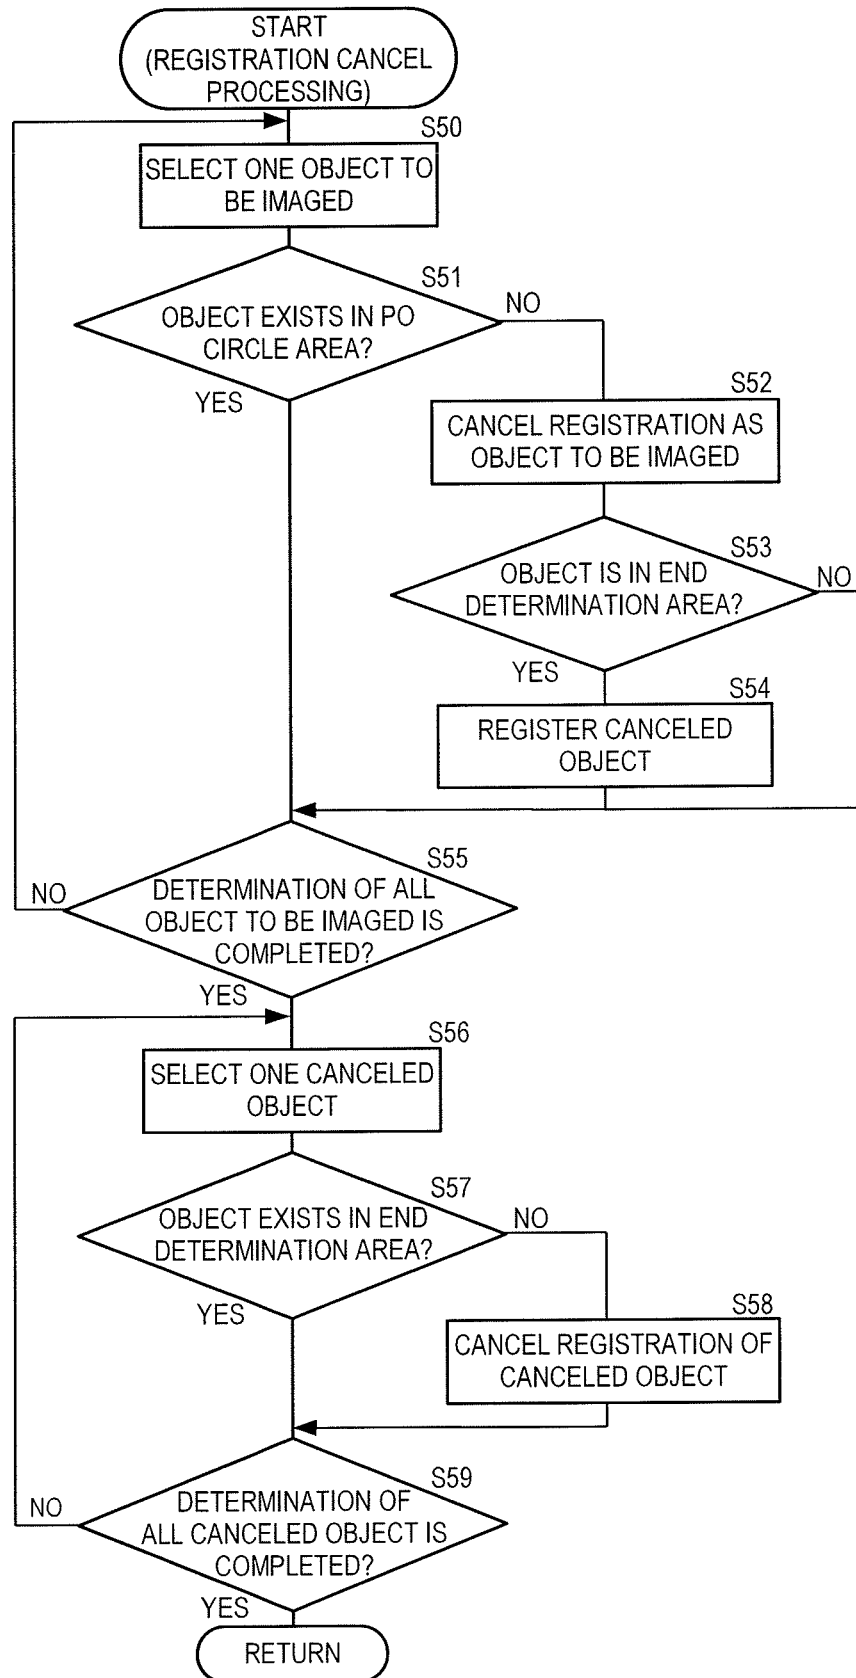 START
(REGISTRATION CANCEL
PROCESSING)
S50
SELECT ONE OBJECT TO
BE IMAGED
S51
OBJECT EXISTS IN PO
CIRCLE AREA?
NO
YES
S52
CANCEL REGISTRATION AS
OBJECT TO BE IMAGED
S53
OBJECT IS IN END
DETERMINATION AREA?
NO
YES
S54
REGISTER CANCELED
OBJECT
S55
DETERMINATION OF ALL
OBJECT TO BE IMAGED IS
COMPLETED?
NO
YES
S56
SELECT ONE CANCELED
OBJECT
S57
OBJECT EXISTS IN END
DETERMINATION AREA?
NO
YES
S58
CANCEL REGISTRATION OF
CANCELED OBJECT
S59
DETERMINATION OF
ALL CANCELED OBJECT IS
COMPLETED?
NO
YES
RETURN